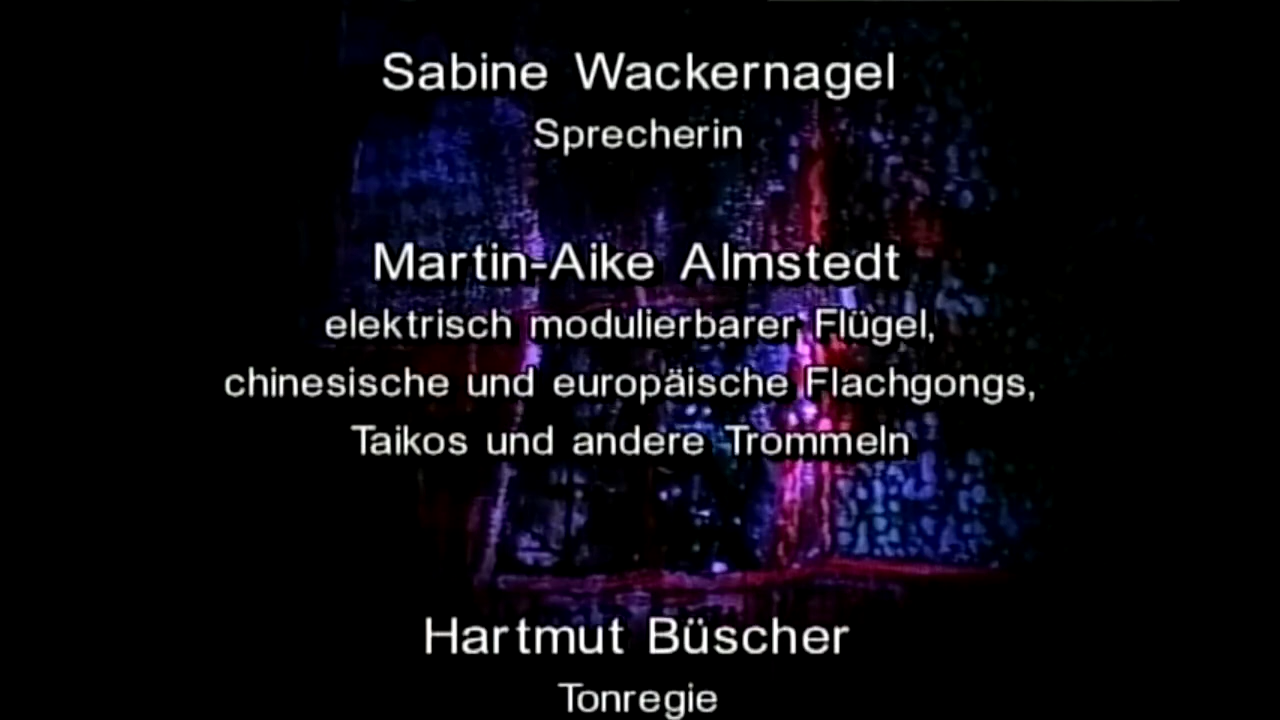 Sabine Wackernagel
Sprecherin
Martin-Aike Almstedt
elektrisch modulierbarer Flügel,
chinesische und europäische Flachgongs,
Taikos und andere Trommeln
Hartmut Büscher
Tonregie